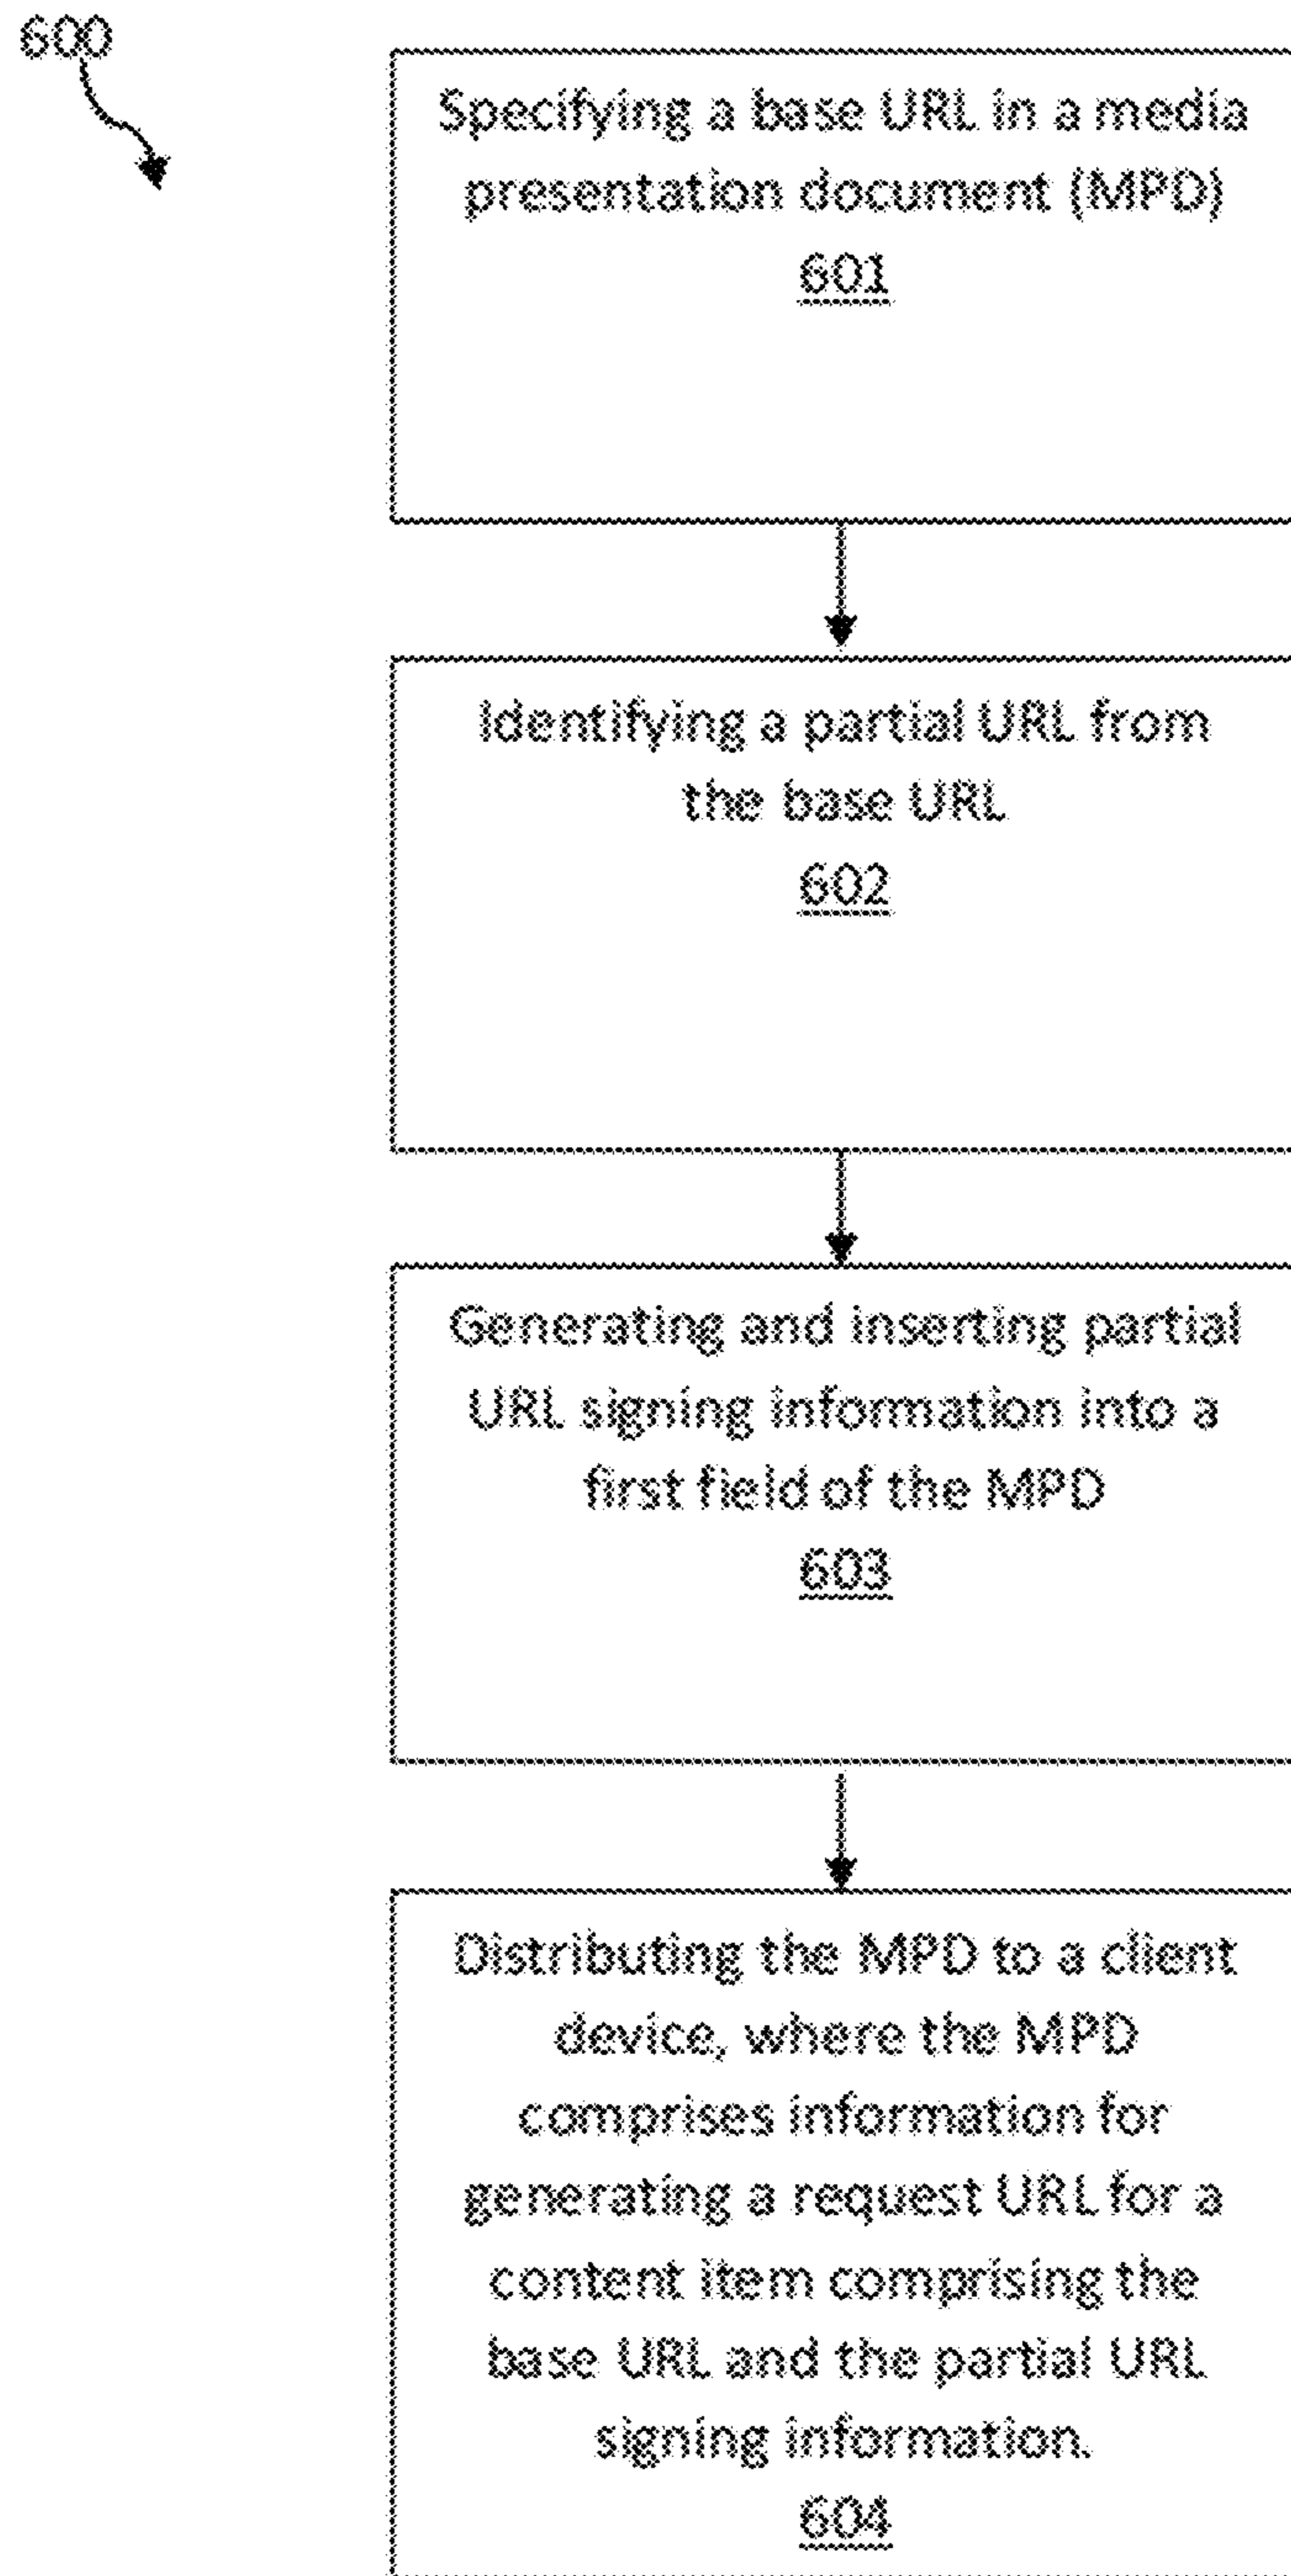 600
Specifying a base URL in a media
presentation document (MPD)
601
Identifying a partial URL from
the base URL
602
Generating and inserting partial
URL signing information into a
first field of the MPD
603
Distributing the MPD to a client
device, where the MPD
comprises information for
generating a request URL for a
content item comprising the
base URL and the partial URL
signing information.
604